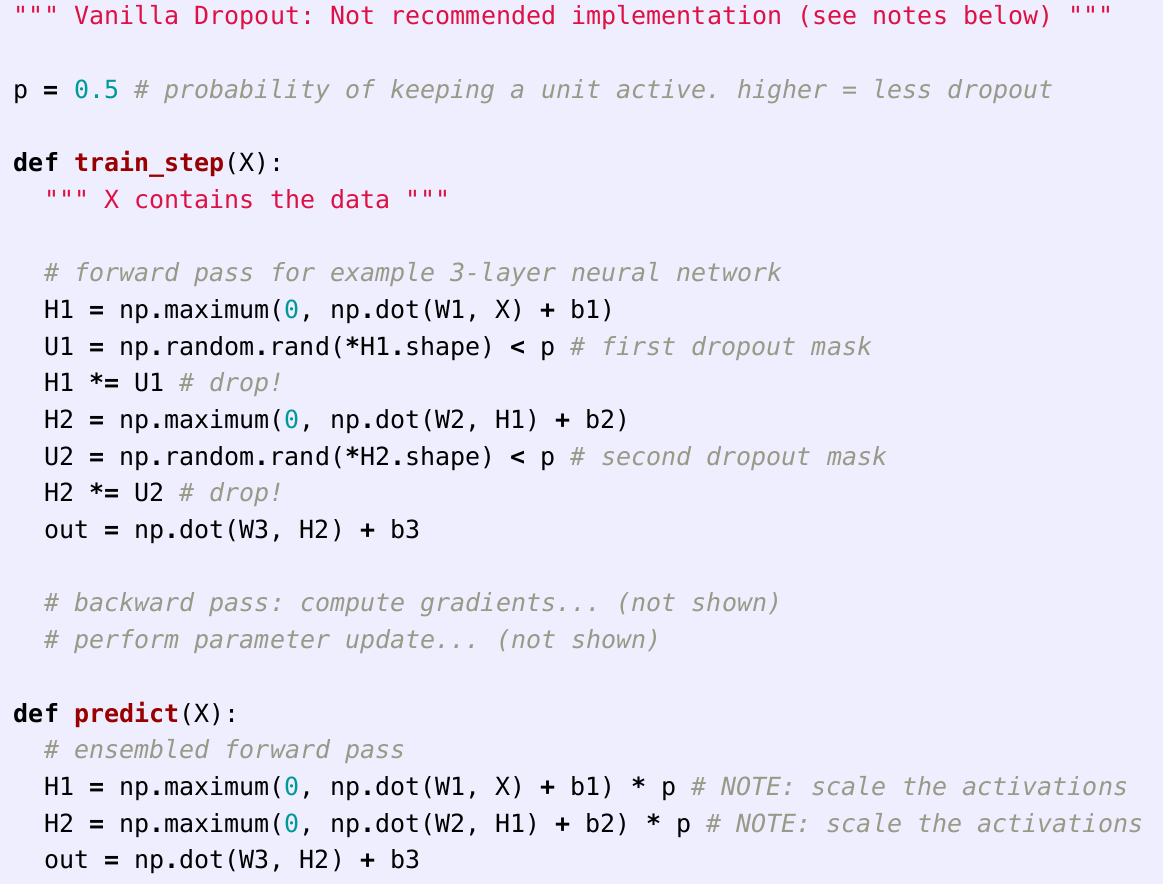 """ Vanilla Dropout: Not recommended implementation (see notes below) """
p = 0.5 # probability of keeping a unit active. higher = less dropout
def train_step(X):
  """ X contains the data """
  # forward pass for example 3-layer neural network
  H1 = np.maximum(0, np.dot(W1, X) + b1)
  U1 = np.random.rand(*H1.shape) < p # first dropout mask
  H1 *= U1 # drop!
  H2 = np.maximum(0, np.dot(W2, H1) + b2)
  U2 = np.random.rand(*H2.shape) < p # second dropout mask
  H2 *= U2 # drop!
  out = np.dot(W3, H2) + b3
  # backward pass: compute gradients... (not shown)
  # perform parameter update... (not shown)
def predict(X):
  # ensembled forward pass
  H1 = np.maximum(0, np.dot(W1, X) + b1) * p # NOTE: scale the activations
  H2 = np.maximum(0, np.dot(W2, H1) + b2) * p # NOTE: scale the activations
  out = np.dot(W3, H2) + b3